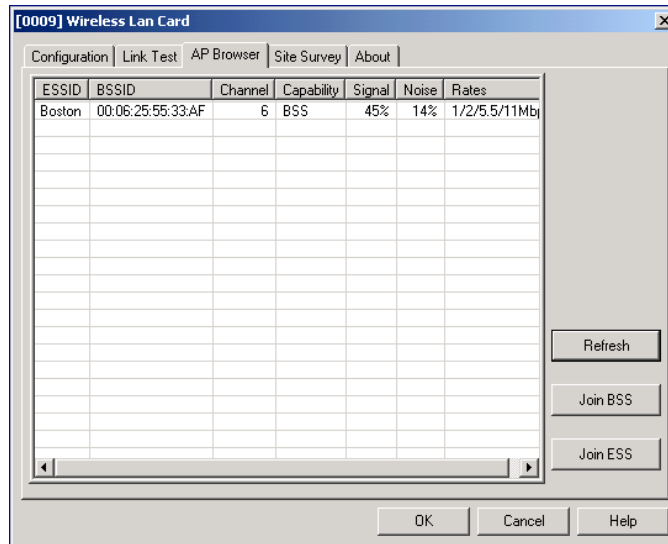 [0009] Wireless Lan Card
Configuration Link Test AP Browser Site Survey About
ESSID BSSID Channel Capability Signal Noise Rates
Boston 00:06:25:55:33:AF 6 BSS 45% 14% 1/2/5.5/11Mb
Refresh
Join BSS
Join ESS
OK Cancel Help